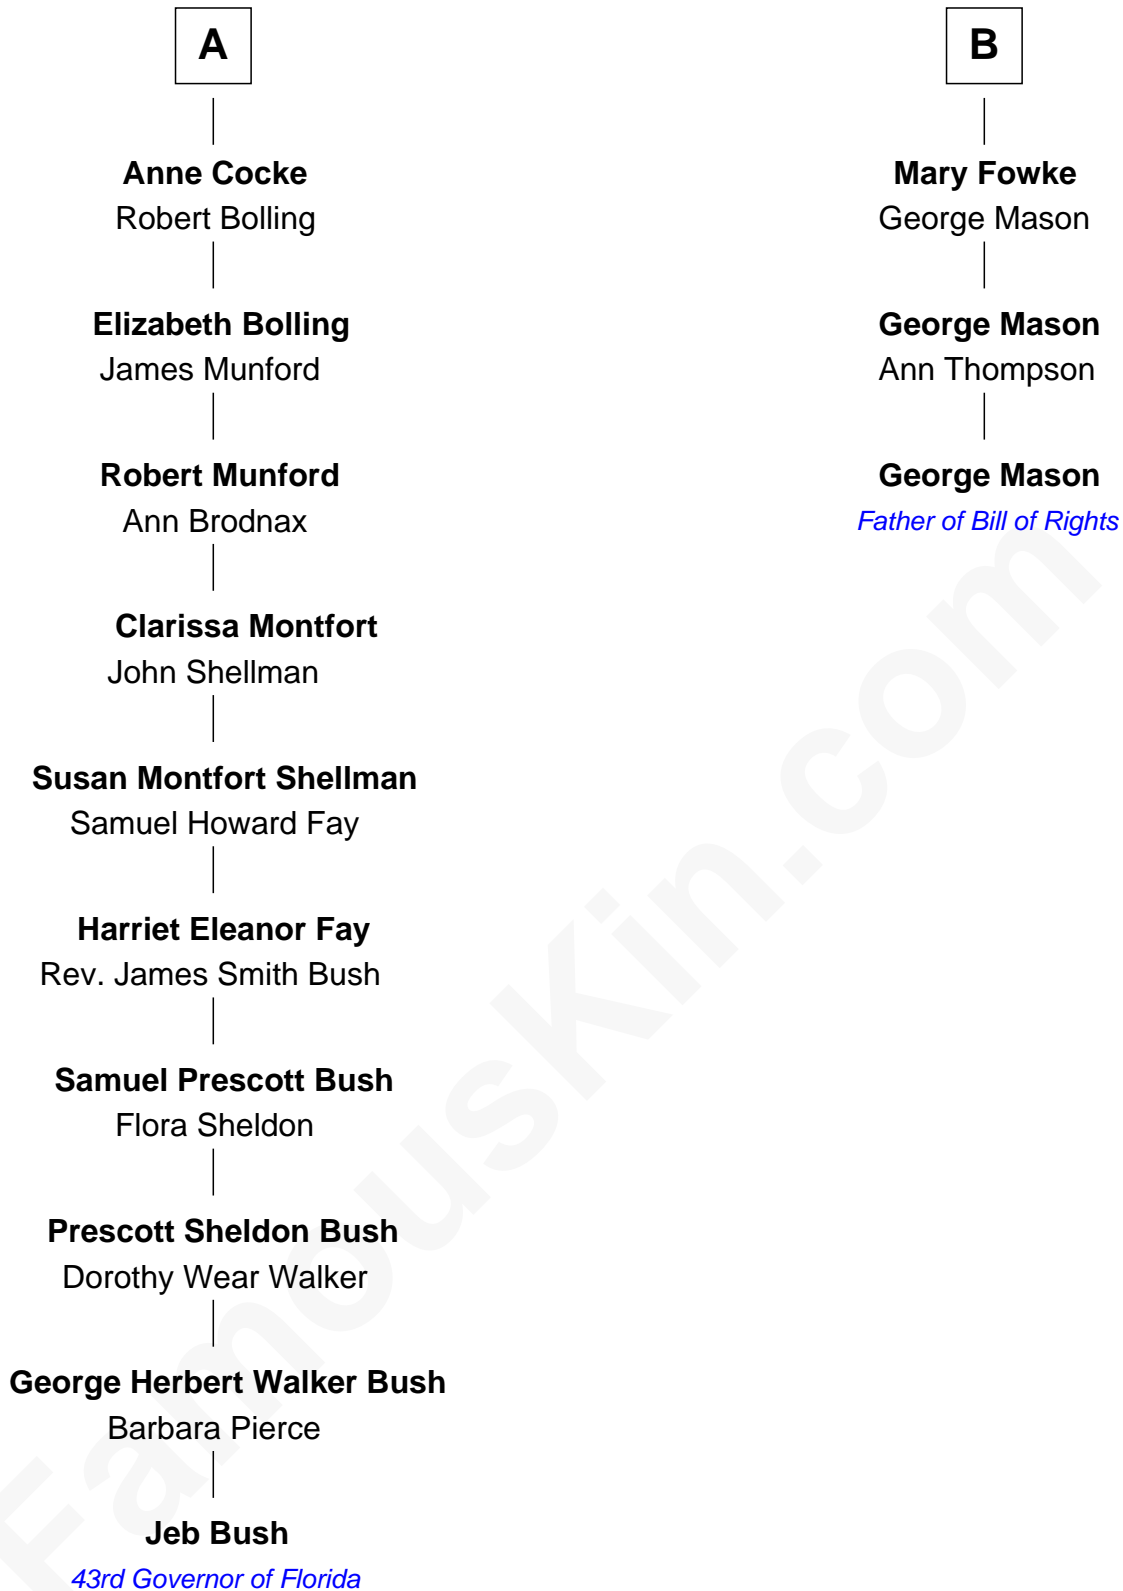 A
Anne Cocke
Robert Bolling
Elizabeth Bolling
James Munford
Robert Munford
Ann Brodnax
Clarissa Montfort
John Shellman
Susan Montfort Shellman
Samuel Howard Fay
Harriet Eleanor Fay
Rev. James Smith Bush
Samuel Prescott Bush
Flora Sheldon
Prescott Sheldon Bush
Dorothy Wear Walker
George Herbert Walker Bush
Barbara Pierce
Jeb Bush
43rd Governor of Florida
B
Mary Fowke
George Mason
George Mason
Ann Thompson
George Mason
Father of Bill of Rights
FamousKin.com